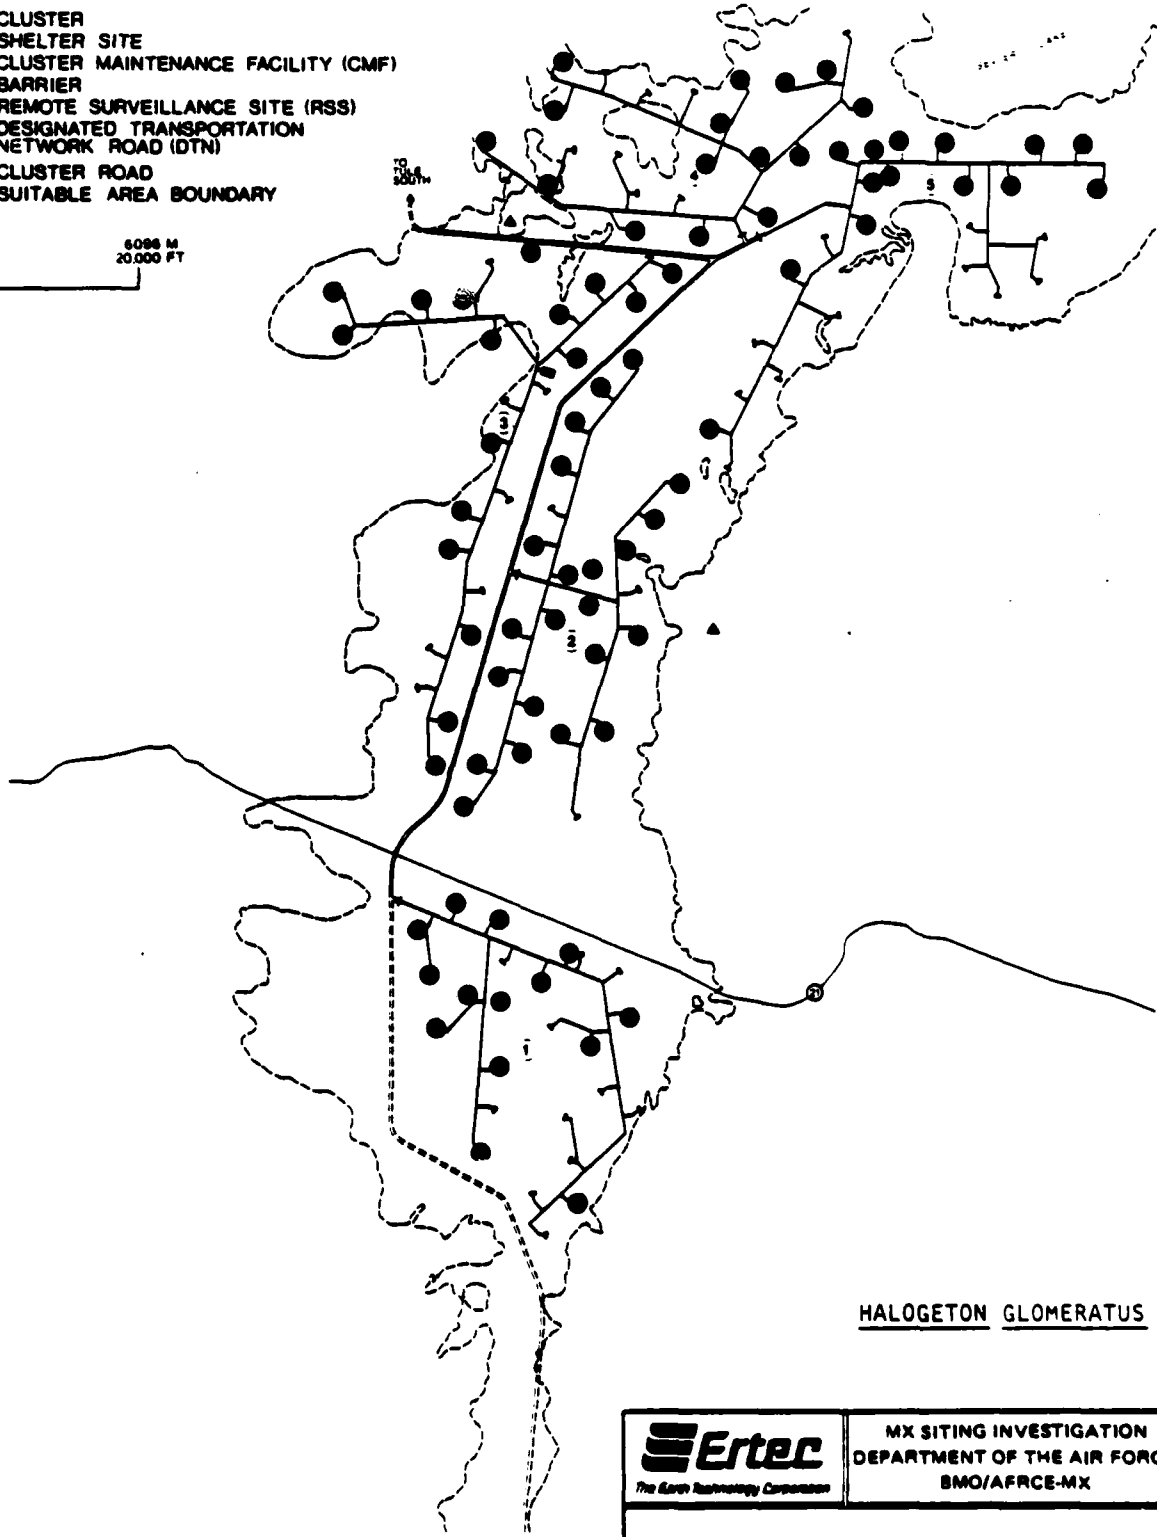 CLUSTER
SHELTER SITE
CLUSTER MAINTENANCE FACILITY (CMF)
BARRIER
REMOTE SURVEILLANCE SITE (RSS)
DESIGNATED TRANSPORTATION
NETWORK ROAD (DTN)
CLUSTER ROAD
SUITABLE AREA BOUNDARY
TO
TULE
SOUTH
6096 M
20,000 FT
4
5
3
2
21
1
HALOGETON GLOMERATUS
Ertec
The Earth Technology Corporation
MX SITING INVESTIGATION
DEPARTMENT OF THE AIR FORC
BMO/AFRCE-MX